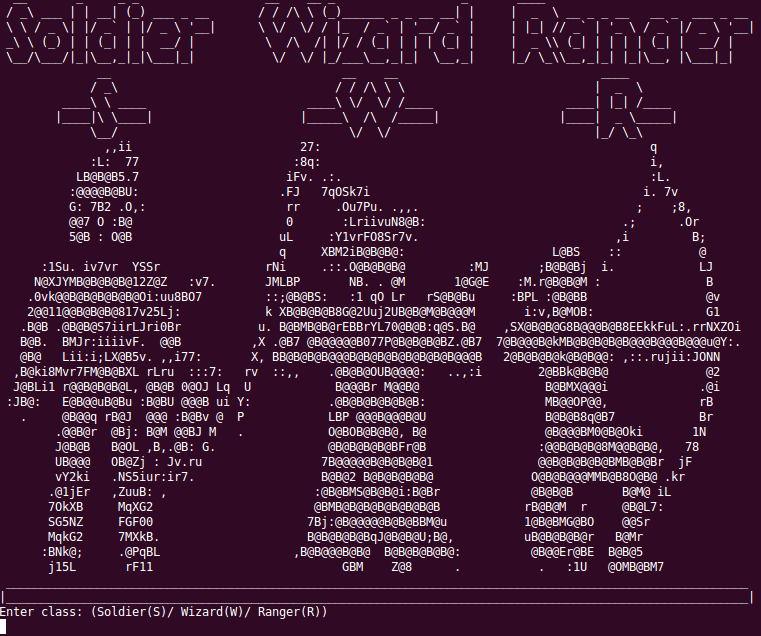 Soldier Wizard Ranger
S W R
Enter class: (Soldier(S)/ Wizard(W)/ Ranger(R))